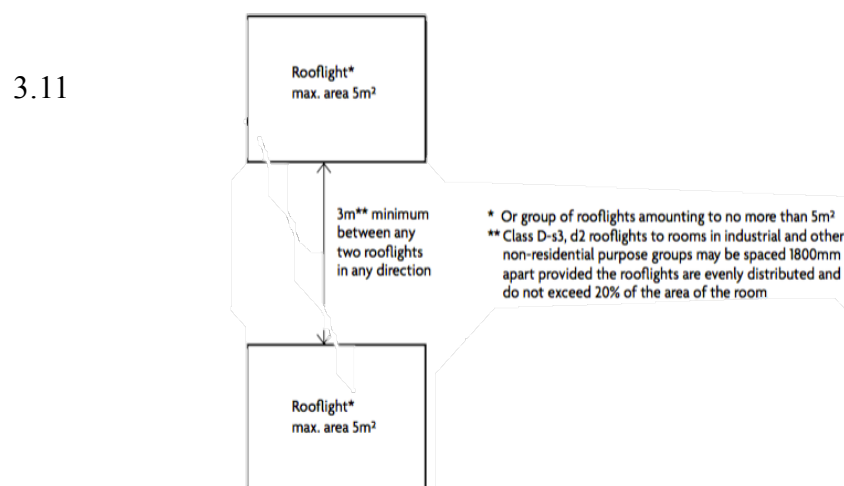 3.11
Rooflight*
max. area 5m²
3m** minimum
between any
two rooflights
in any direction
* Or group of rooflights amounting to no more than 5m²
** Class D-s3, d2 rooflights to rooms in industrial and other
non-residential purpose groups may be spaced 1800mm
apart provided the rooflights are evenly distributed and
do not exceed 20% of the area of the room
Rooflight*
max. area 5m²